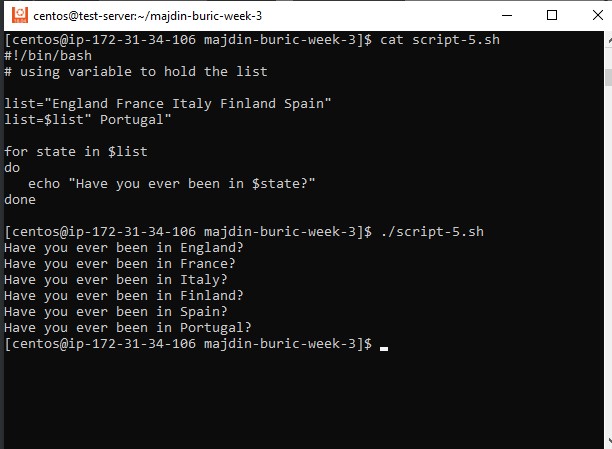 centos@test-server:~/majdin-buric-week-3
[centos@ip-172-31-34-106 majdin-buric-week-3]$ cat script-5.sh
#!/bin/bash
# using variable to hold the list
list="England France Italy Finland Spain"
list=$list" Portugal"
for state in $list
do
   echo "Have you ever been in $state?"
done
[centos@ip-172-31-34-106 majdin-buric-week-3]$ ./script-5.sh
Have you ever been in England?
Have you ever been in France?
Have you ever been in Italy?
Have you ever been in Finland?
Have you ever been in Spain?
Have you ever been in Portugal?
[centos@ip-172-31-34-106 majdin-buric-week-3]$